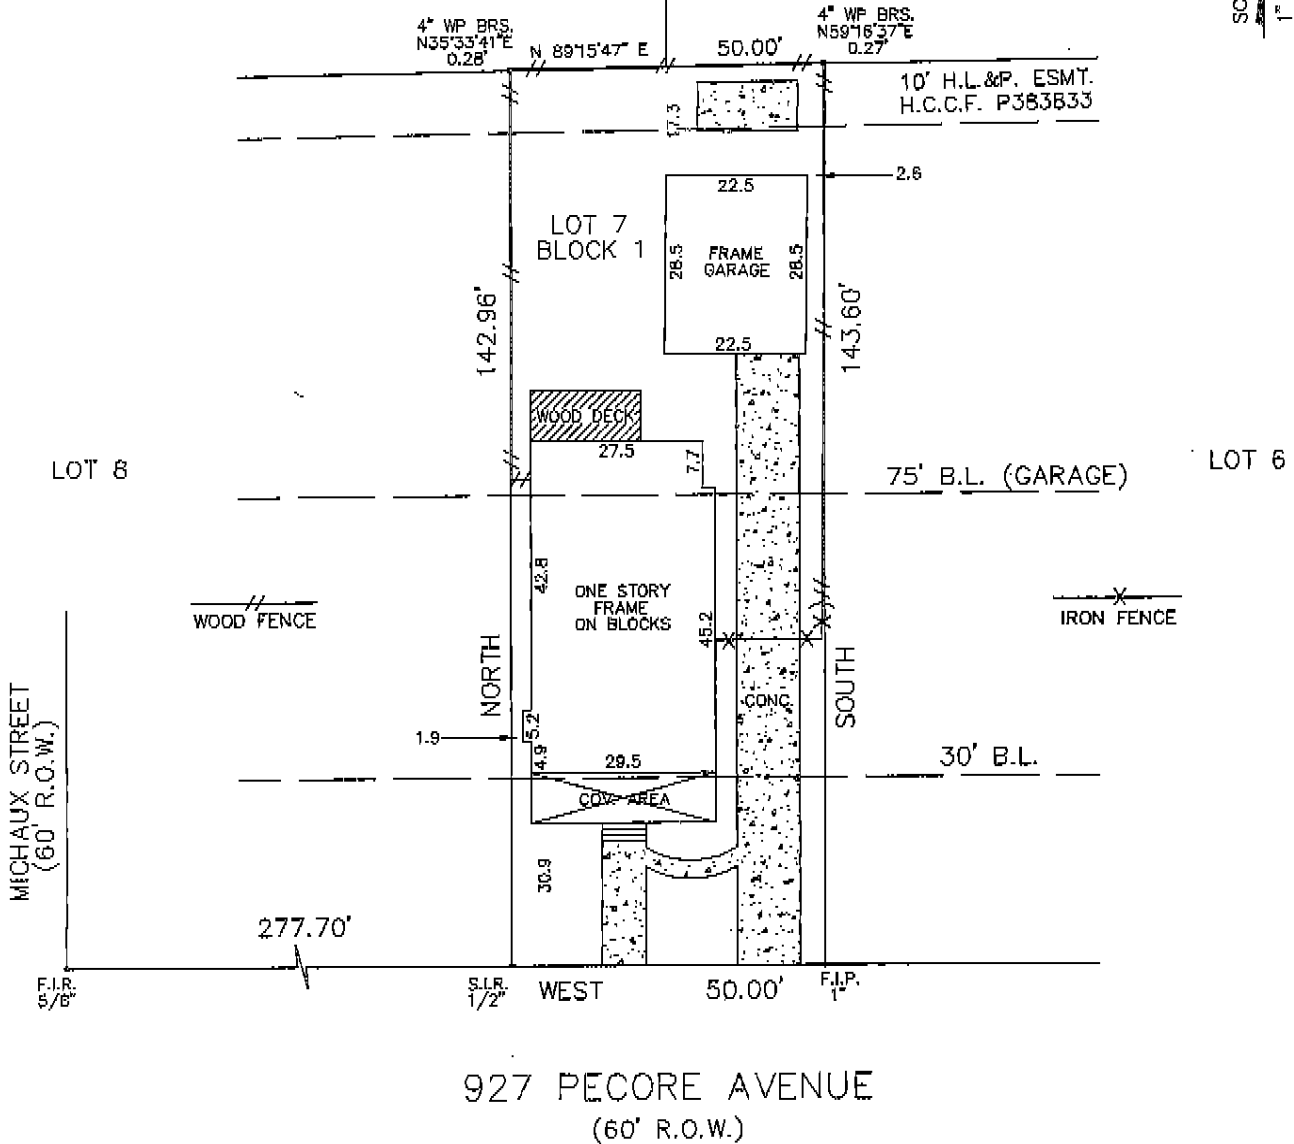 SC
1"
4" WP BRS.
N35°33'41"E
0.28'
N 89°15'47" E
50.00'
4" WP BRS.
N59°16'37"E
0.27'
10' H.L.&P. ESMT.
H.C.C.F. P383833
17.3
2.6
22.5
LOT 7
BLOCK 1
28.5
FRAME
GARAGE
28.5
22.5
142.96'
143.60'
WOOD DECK
27.5
7.7
LOT 8
LOT 6
75' B.L. (GARAGE)
42.8
ONE STORY
FRAME
ON BLOCKS
45.2
WOOD FENCE
IRON FENCE
NORTH
SOUTH
CONC.
MICHAUX STREET
(60' R.O.W.)
1.9
5.2
4.9
29.5
30' B.L.
COV. AREA
30.9
277.70'
F.I.R.
5/8"
S.I.R.
1/2"
WEST
50.00'
F.I.P.
1"
927 PECORE AVENUE
(60' R.O.W.)